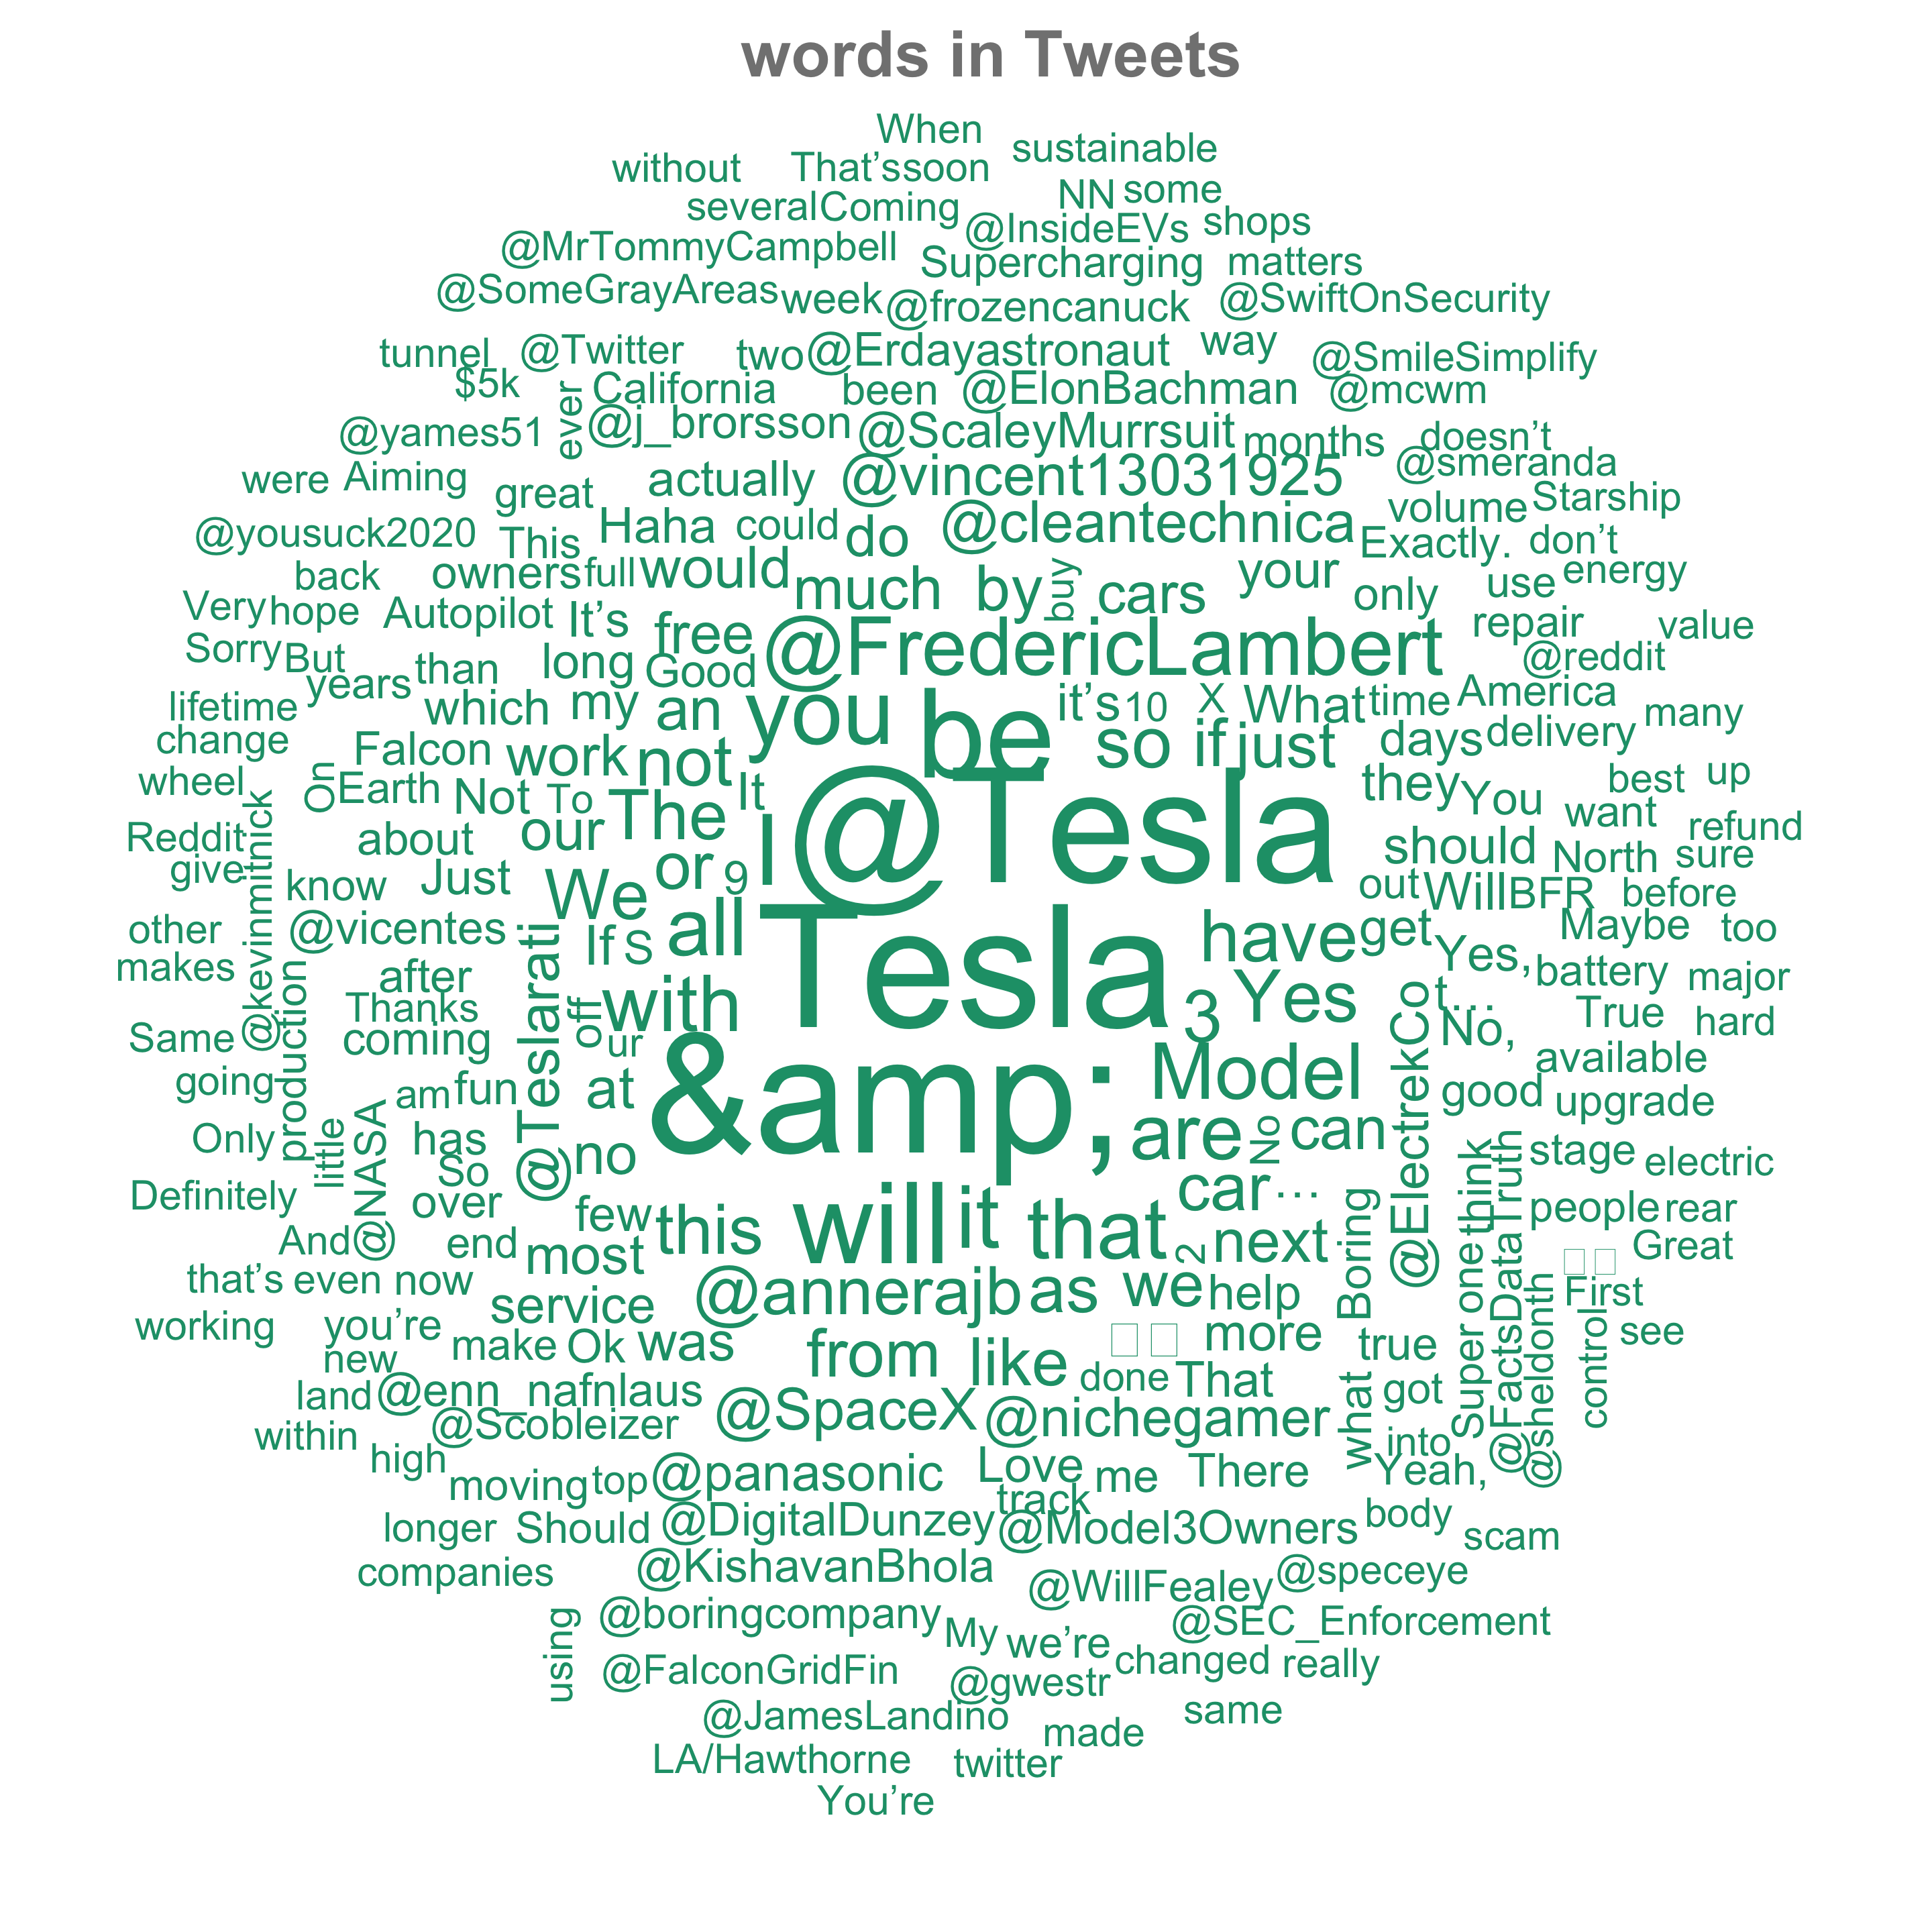 words in Tweets
When
sustainable
without That’s soon
NN some
several Coming
@InsideEVs shops
@MrTommyCampbell
Supercharging matters
@SomeGrayAreas week @frozencanuck @SwiftOnSecurity
tunnel @Twitter two @Erdayastronaut way @SmileSimplify
$5k ever California been @ElonBachman @mcwm
@yames51 @j_brorsson @ScaleyMurrsuit months doesn’t
were Aiming great actually @vincent13031925 @smeranda
volume Starship
@yousuck2020 This Haha could do @cleantechnica Exactly. don’t
back owners full would much by buy cars your only use energy
Very hope Autopilot It’s free @FredericLambert repair value
Sorry But than long Good @reddit
lifetime years which my an you be it’s 10 X What time America many
change Falcon work not so if just days delivery
wheel On Earth Not To The It I @Tesla they You best up
want
Reddit about our or 9 should North sure refund
give @kevinmitnick know Just We out Will BFR before
other @vicentes @Teslarati If S all Tesla have get Maybe too
makes production after with 3 Yes Yes, battery major
Same Thanks coming off ur &amp; @ElectrekCo t... No, True hard
going am fun at Model good available upgrade
Only little @NASA has So no are No can think stage electric
Definitely over few car ... people rear
And end most this will it that 2 next Boring one @FactsDataTruth Great
that’s even now service @annerajb as we help First
working you’re make Ok was more true Super @sheldonth control see
new from like done That what got
land @enn_nafnlaus @SpaceX @nichegamer
within @Scobleizer into
high moving top @panasonic Love me There Yeah,
track
longer Should @DigitalDunzey @Model3Owners body scam
companies @KishavanBhola @WillFealey @speceye
using @boringcompany My we’re @SEC_Enforcement
@FalconGridFin @gwestr changed really
@JamesLandino made same
LA/Hawthorne twitter
You’re